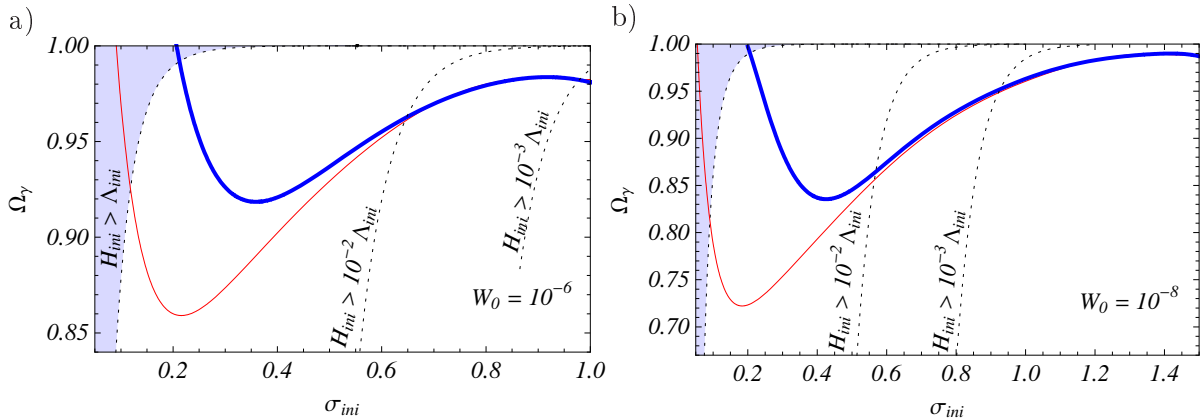 a)
1.00
0.95
0.90
0.85
Ω_γ
H_ini > Λ_ini
H_ini > 10^-2 Λ_ini
H_ini > 10^-3 Λ_ini
W_0 = 10^-6
0.2 0.4 0.6 0.8 1.0
σ_ini
b)
1.00
0.95
0.90
0.85
0.80
0.75
0.70
Ω_γ
H_ini > 10^-2 Λ_ini
H_ini > 10^-3 Λ_ini
W_0 = 10^-8
0.2 0.4 0.6 0.8 1.0 1.2 1.4
σ_ini